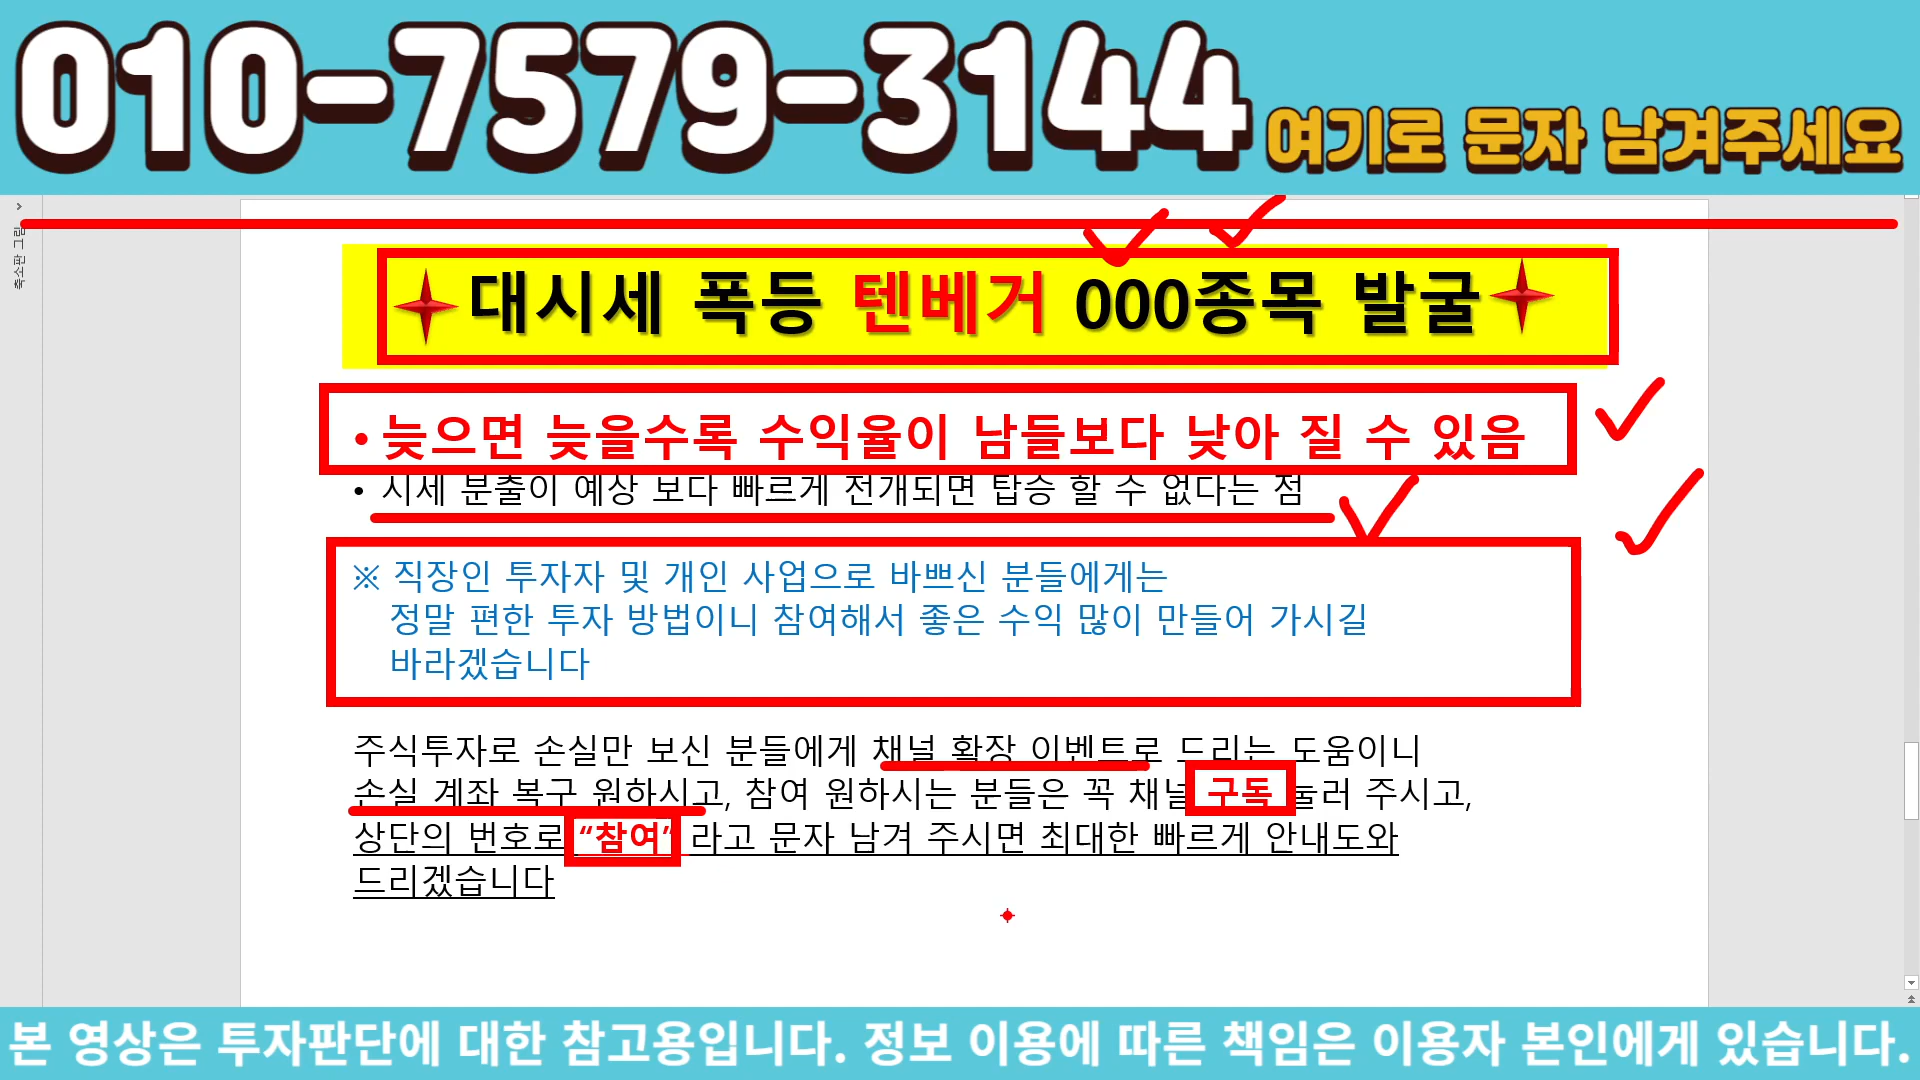 010-7579-3144 여기로 문자 남겨주세요
축소판 그림
대시세 폭등 텐베거 000종목 발굴
• 늦으면 늦을수록 수익율이 남들보다 낮아 질 수 있음
• 시세 분출이 예상 보다 빠르게 전개되면 탑승 할 수 없다는 점
※ 직장인 투자자 및 개인 사업으로 바쁘신 분들에게는
정말 편한 투자 방법이니 참여해서 좋은 수익 많이 만들어 가시길
바라겠습니다
주식투자로 손실만 보신 분들에게 채널 확장 이벤트로 드리는 도움이니
손실 계좌 복구 원하시고, 참여 원하시는 분들은 꼭 채널 구독 눌러 주시고,
상단의 번호로 “참여” 라고 문자 남겨 주시면 최대한 빠르게 안내도와
드리겠습니다
본 영상은 투자판단에 대한 참고용입니다. 정보 이용에 따른 책임은 이용자 본인에게 있습니다.